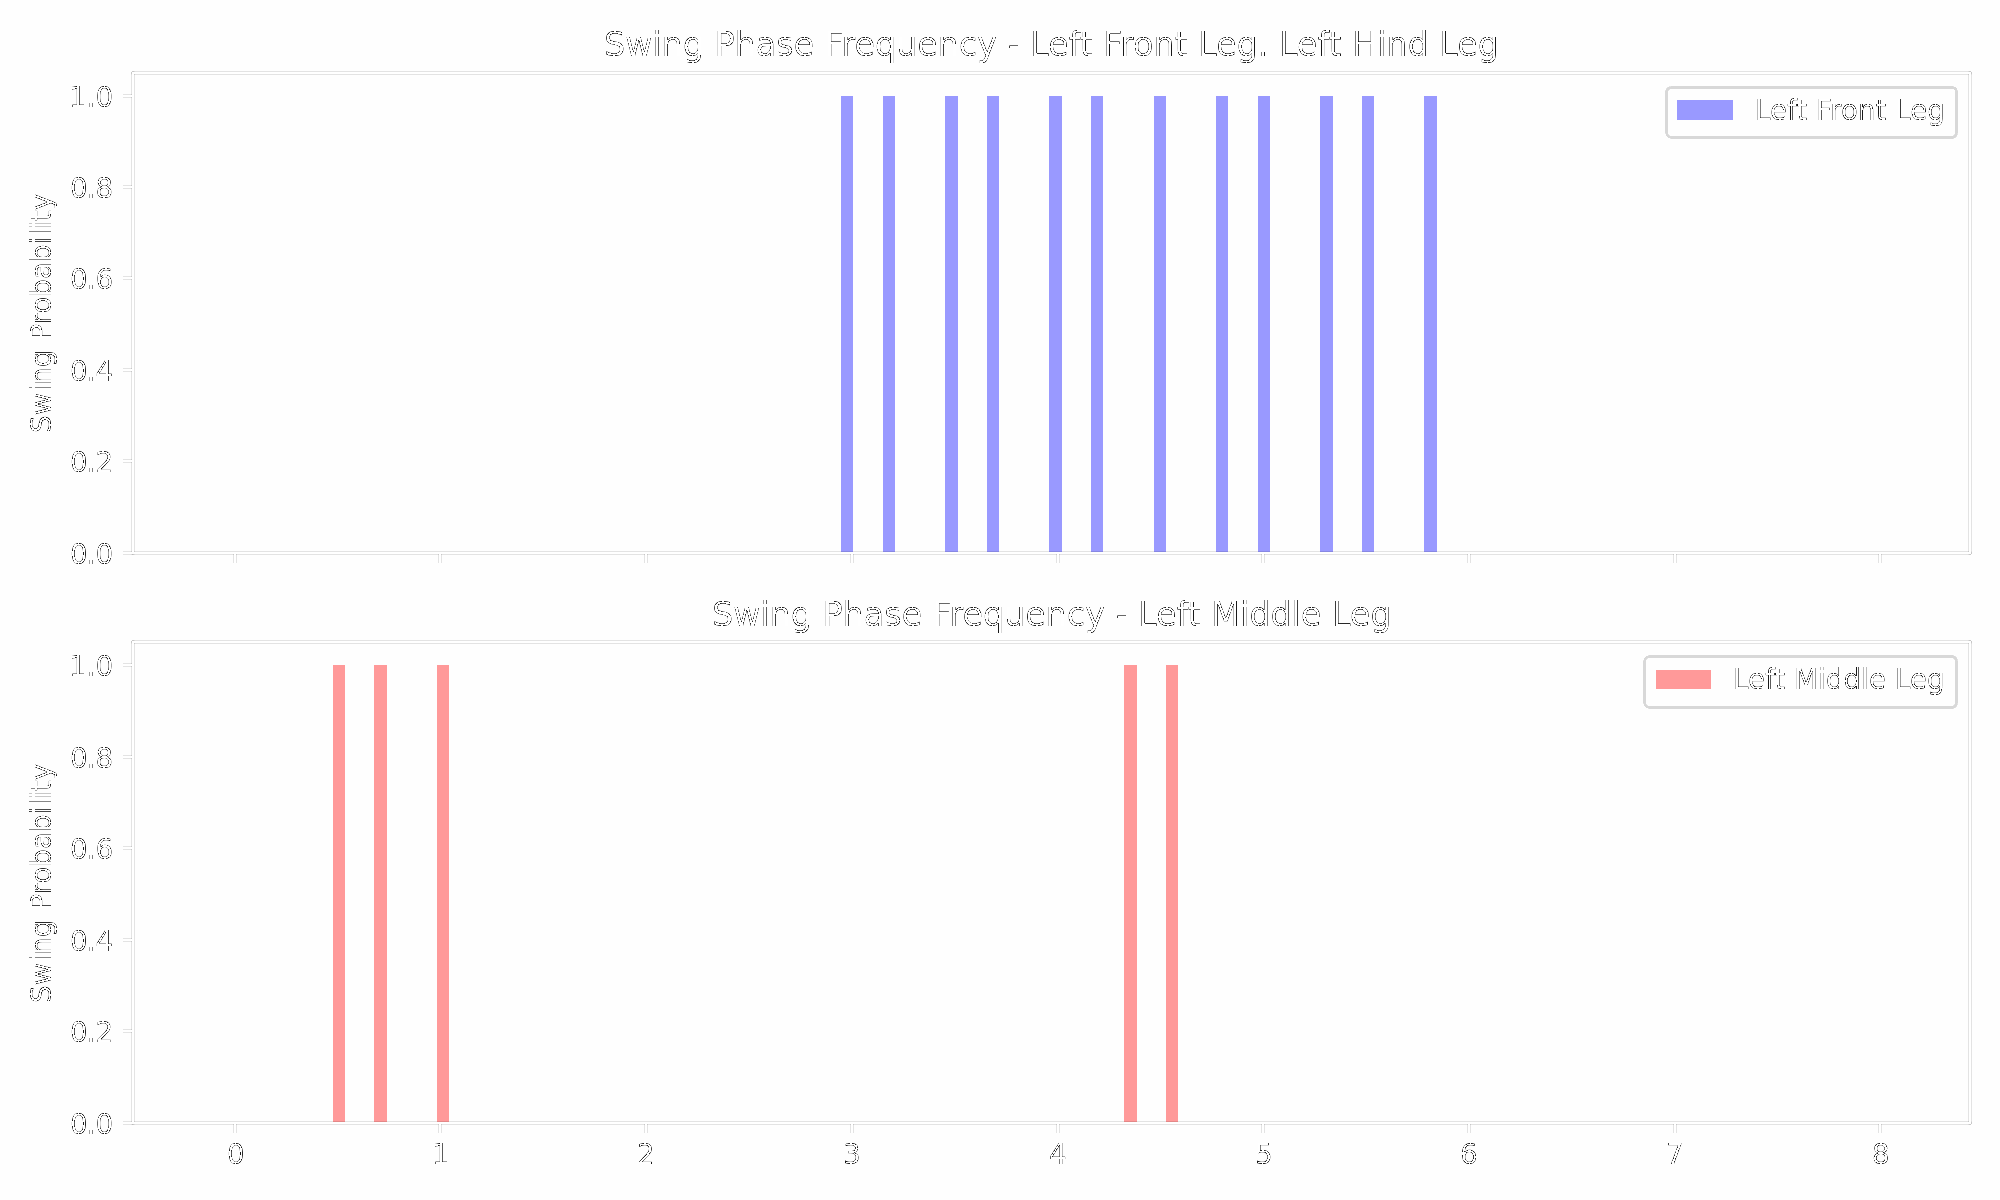 Swing Phase Frequency - Left Front Leg. Left Hind Leg
1.0
0.8
0.6
0.4
0.2
0.0
Swing Probability
Left Front Leg
Swing Phase Frequency - Left Middle Leg
1.0
0.8
0.6
0.4
0.2
0.0
Swing Probability
Left Middle Leg
0 1 2 3 4 5 6 7 8